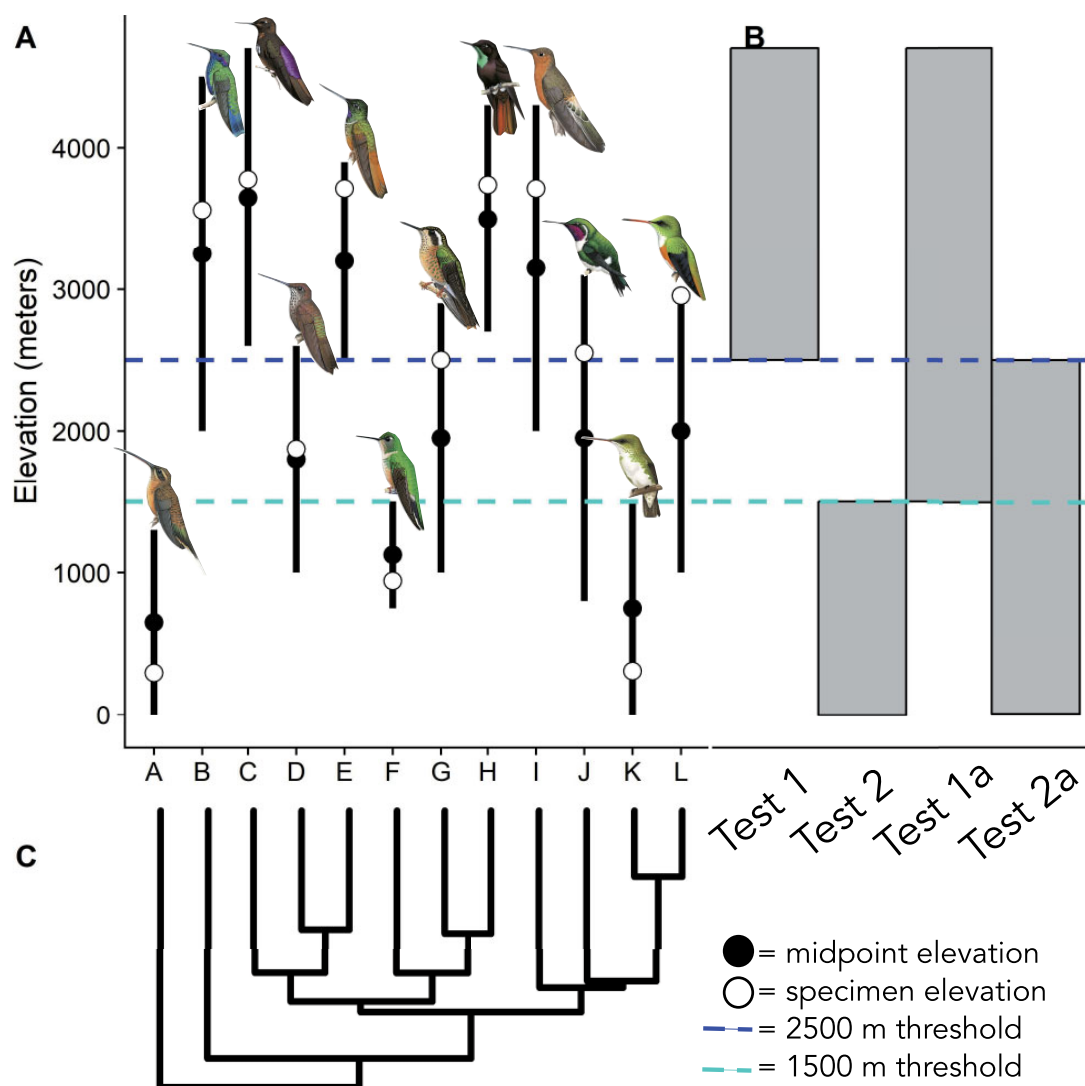 A
B
Elevation (meters)
4000
3000
2000
1000
0
A B C D E F G H I J K L
Test 1 Test 2 Test 1a Test 2a
C
= midpoint elevation
= specimen elevation
= 2500 m threshold
= 1500 m threshold